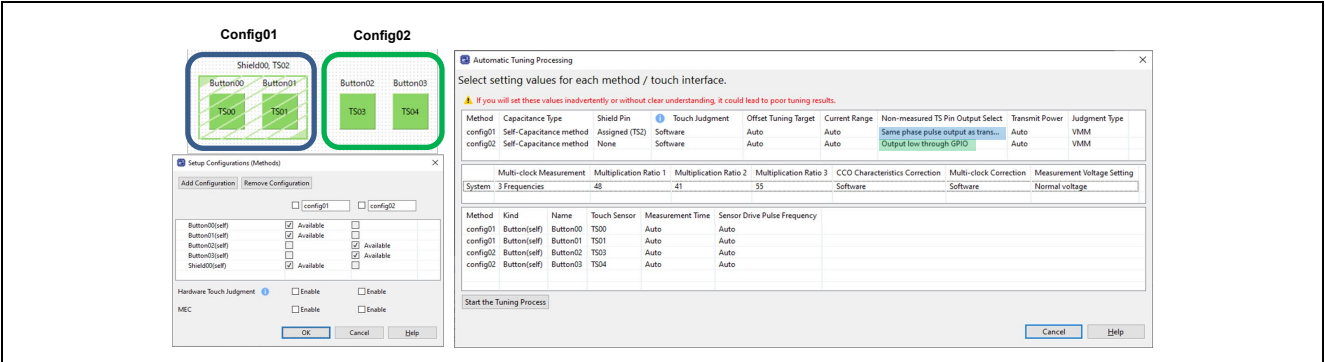 Config01 Config02
Shield00, TS02
Button00 Button01 Button02 Button03
TS00 TS01 TS03 TS04
Setup Configurations (Methods)
Add Configuration Remove Configuration
config01 config02
Button00(self) Available
Button01(self) Available
Button02(self) Available
Button03(self) Available
Shield00(self) Available
Hardware Touch Judgment Enable Enable
MEC Enable Enable
OK Cancel Help
Automatic Tuning Processing
Select setting values for each method / touch interface.
If you will set these values inadvertently or without clear understanding, it could lead to poor tuning results.
Method Capacitance Type Shield Pin Touch Judgment Offset Tuning Target Current Range Non-measured TS Pin Output Select Transmit Power Judgment Type
config01 Self-Capacitance method Assigned (TS2) Software Auto Auto Same phase pulse output as trans... Auto VMM
config02 Self-Capacitance method None Software Auto Auto Output low through GPIO Auto VMM
Multi-clock Measurement Multiplication Ratio 1 Multiplication Ratio 2 Multiplication Ratio 3 CCO Characteristics Correction Multi-clock Correction Measurement Voltage Setting
System 3 Frequencies 48 41 55 Software Software Normal voltage
Method Kind Name Touch Sensor Measurement Time Sensor Drive Pulse Frequency
config01 Button(self) Button00 TS00 Auto Auto
config01 Button(self) Button01 TS01 Auto Auto
config02 Button(self) Button02 TS03 Auto Auto
config02 Button(self) Button03 TS04 Auto Auto
Start the Tuning Process
Cancel Help